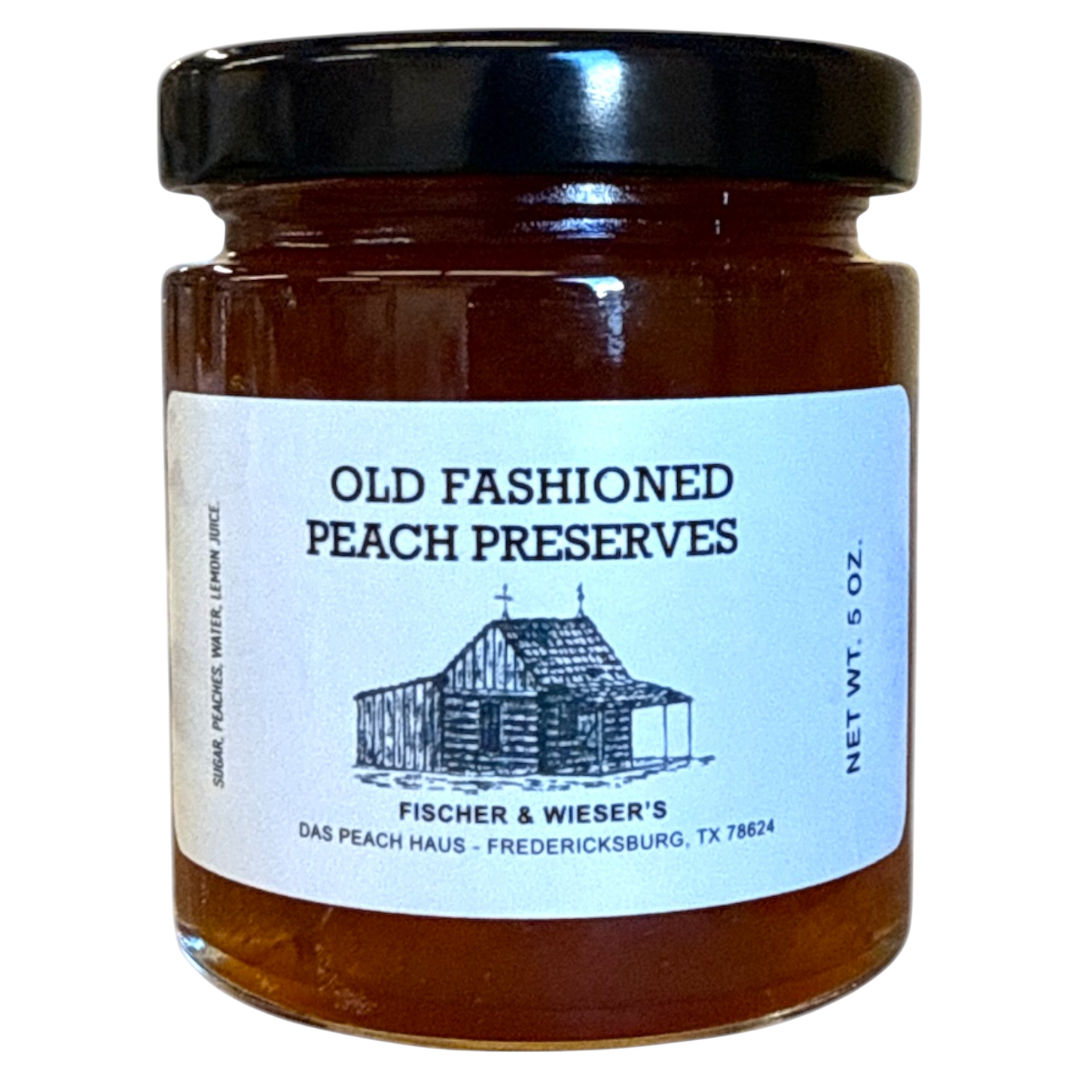 OLD FASHIONED
PEACH PRESERVES
FISCHER & WIESER'S
DAS PEACH HAUS - FREDERICKSBURG, TX 78624
SUGAR, PEACHES, WATER, LEMON JUICE.
NET WT. 5 OZ.